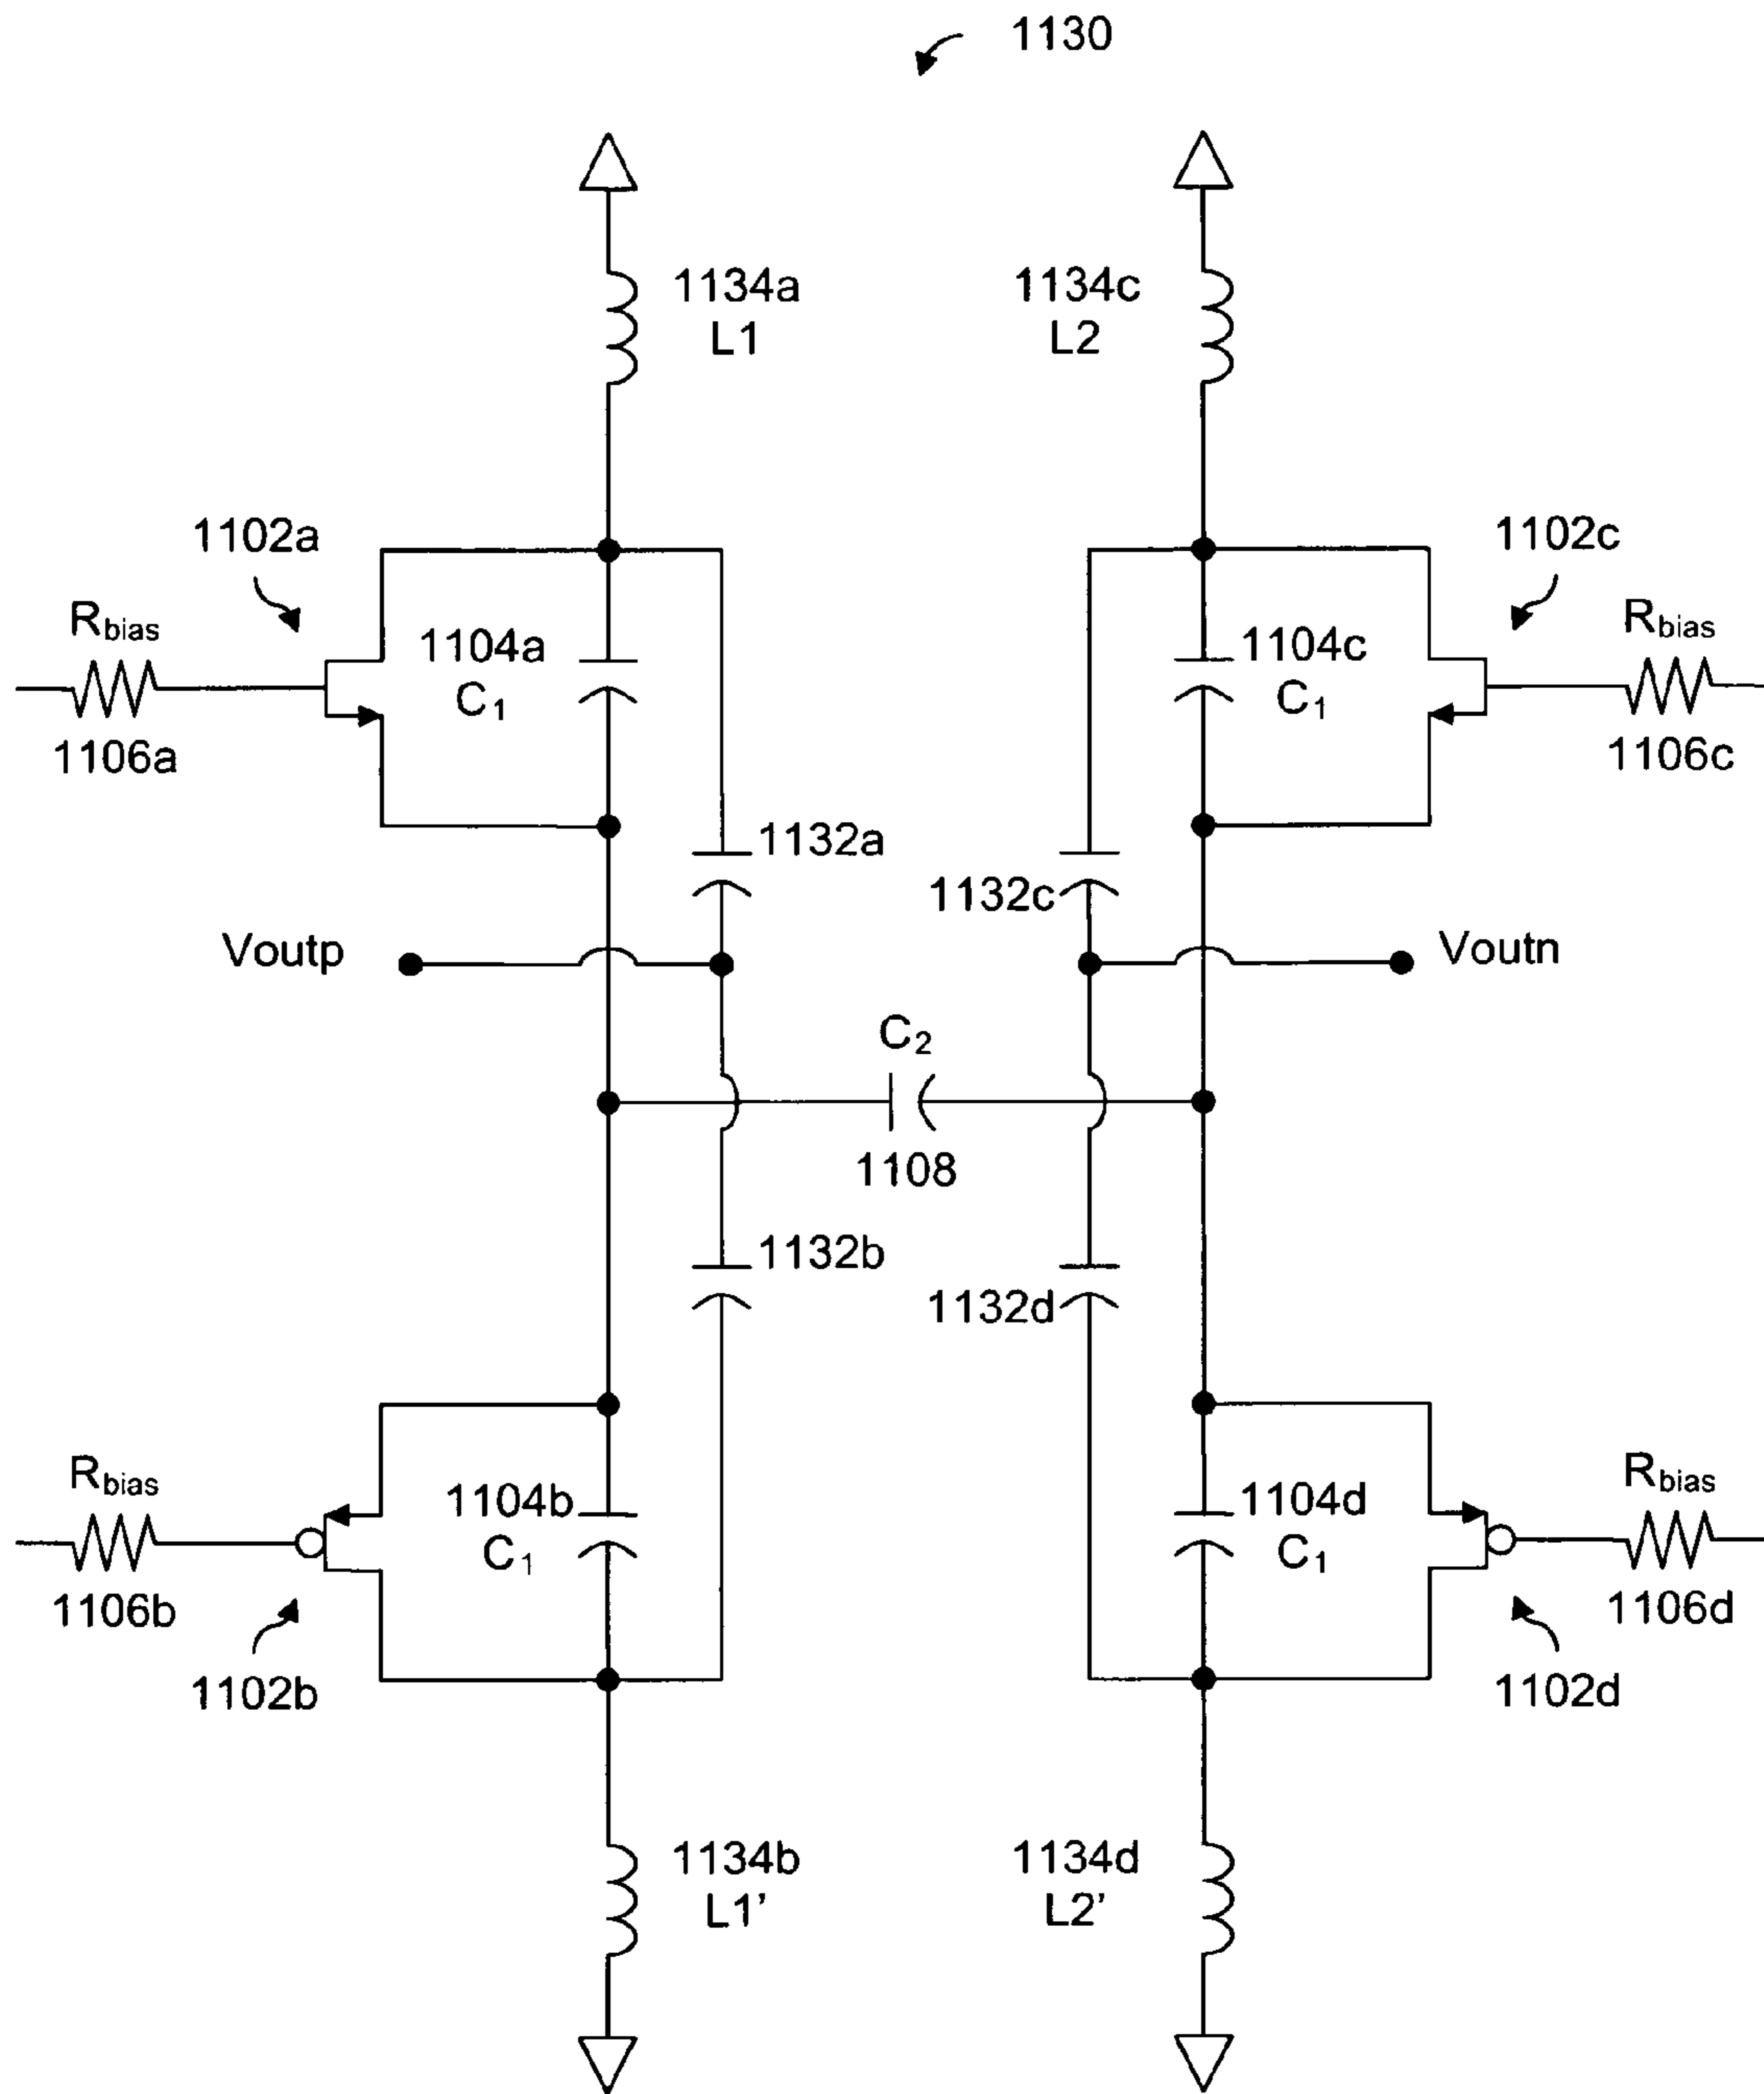 1130
1134a
L1
1134c
L2
1102a
1102c
Rbias
1104a
C1
1104c
C1
Rbias
1106a
1106c
1132a
1132c
Voutp
Voutn
C2
1108
1132b
1132d
Rbias
1104b
C1
1104d
C1
Rbias
1106b
1106d
1102b
1102d
1134b
L1’
1134d
L2’